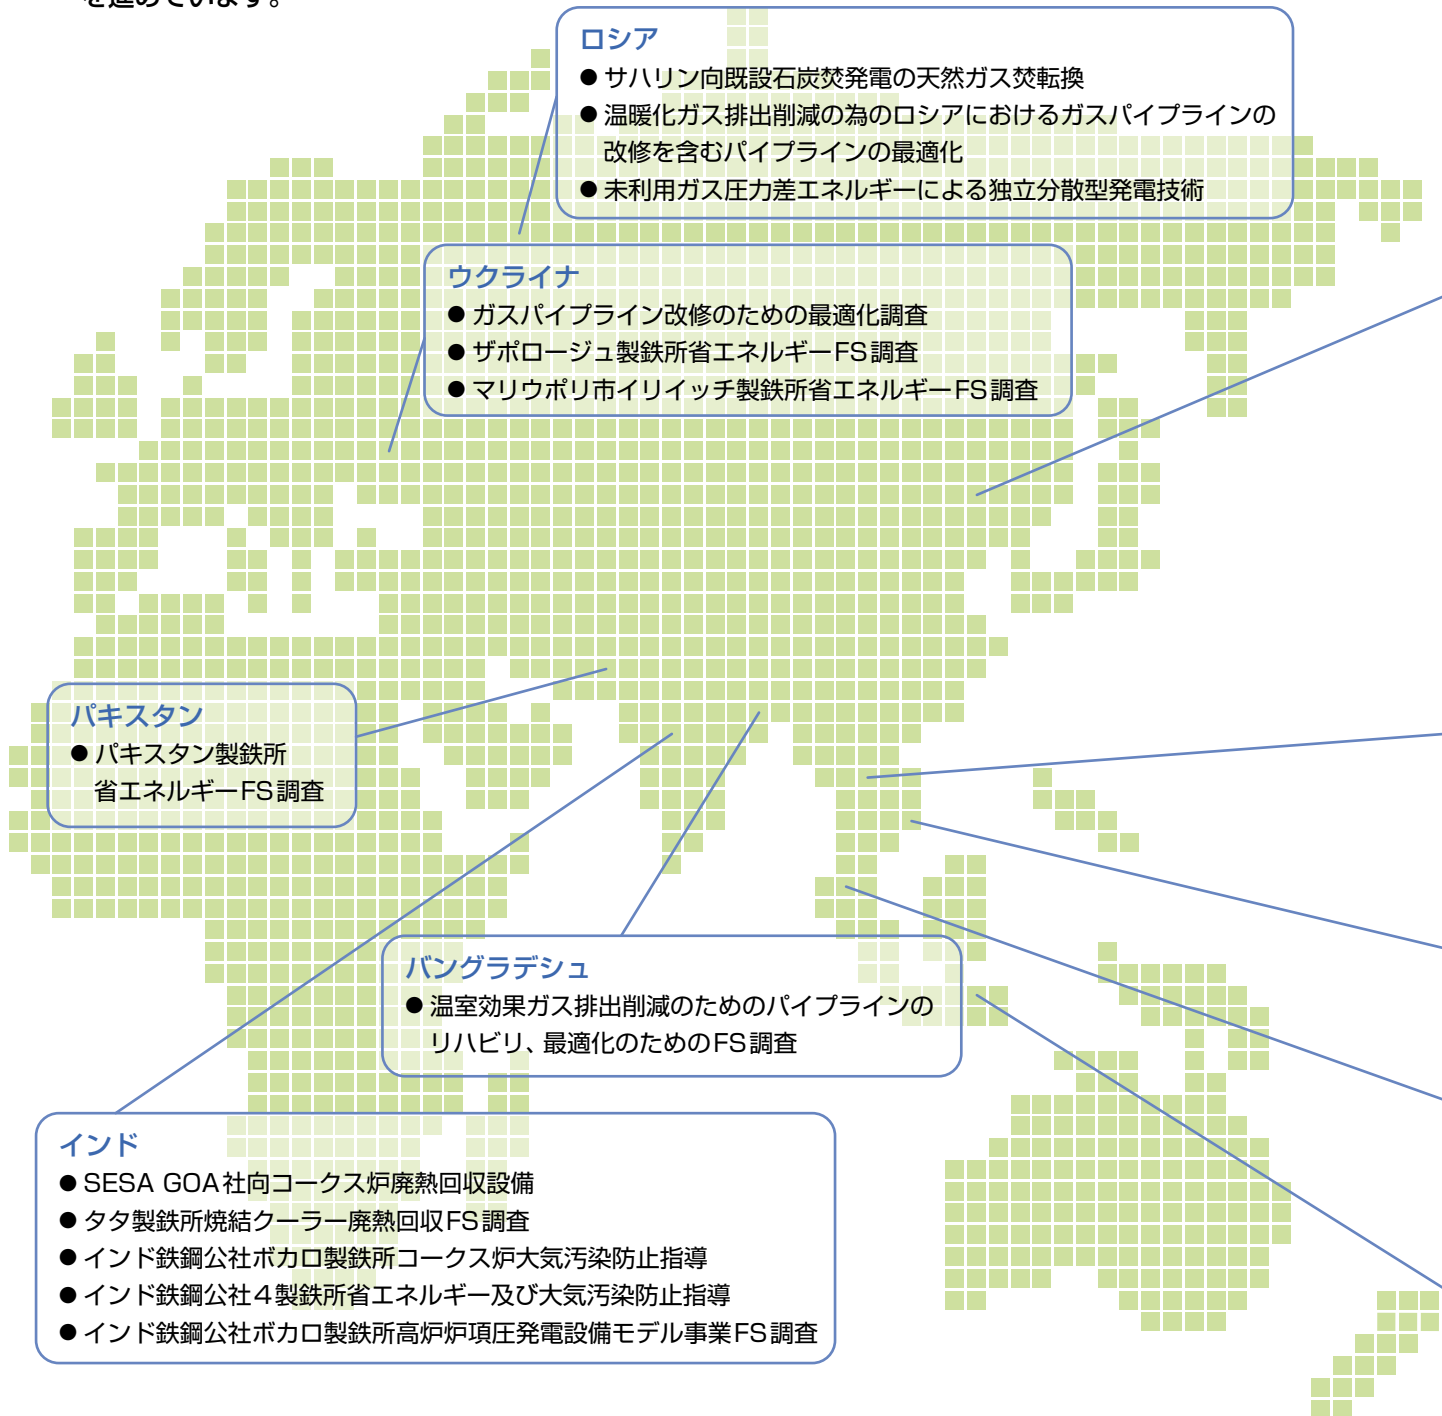 を進めています。
ロシア
● サハリン向既設石炭焚発電の天然ガス焚転換
● 温暖化ガス排出削減の為のロシアにおけるガスパイプラインの
改修を含むパイプラインの最適化
● 未利用ガス圧力差エネルギーによる独立分散型発電技術
ウクライナ
● ガスパイプライン改修のための最適化調査
● ザポロージュ製鉄所省エネルギーFS調査
● マリウポリ市イリイッチ製鉄所省エネルギーFS調査
パキスタン
● パキスタン製鉄所
省エネルギーFS調査
バングラデシュ
● 温室効果ガス排出削減のためのパイプラインの
リハビリ、最適化のためのFS調査
インド
● SESA GOA社向コークス炉廃熱回収設備
● タタ製鉄所焼結クーラー廃熱回収FS調査
● インド鉄鋼公社ボカロ製鉄所コークス炉大気汚染防止指導
● インド鉄鋼公社4製鉄所省エネルギー及び大気汚染防止指導
● インド鉄鋼公社ボカロ製鉄所高炉炉項圧発電設備モデル事業FS調査